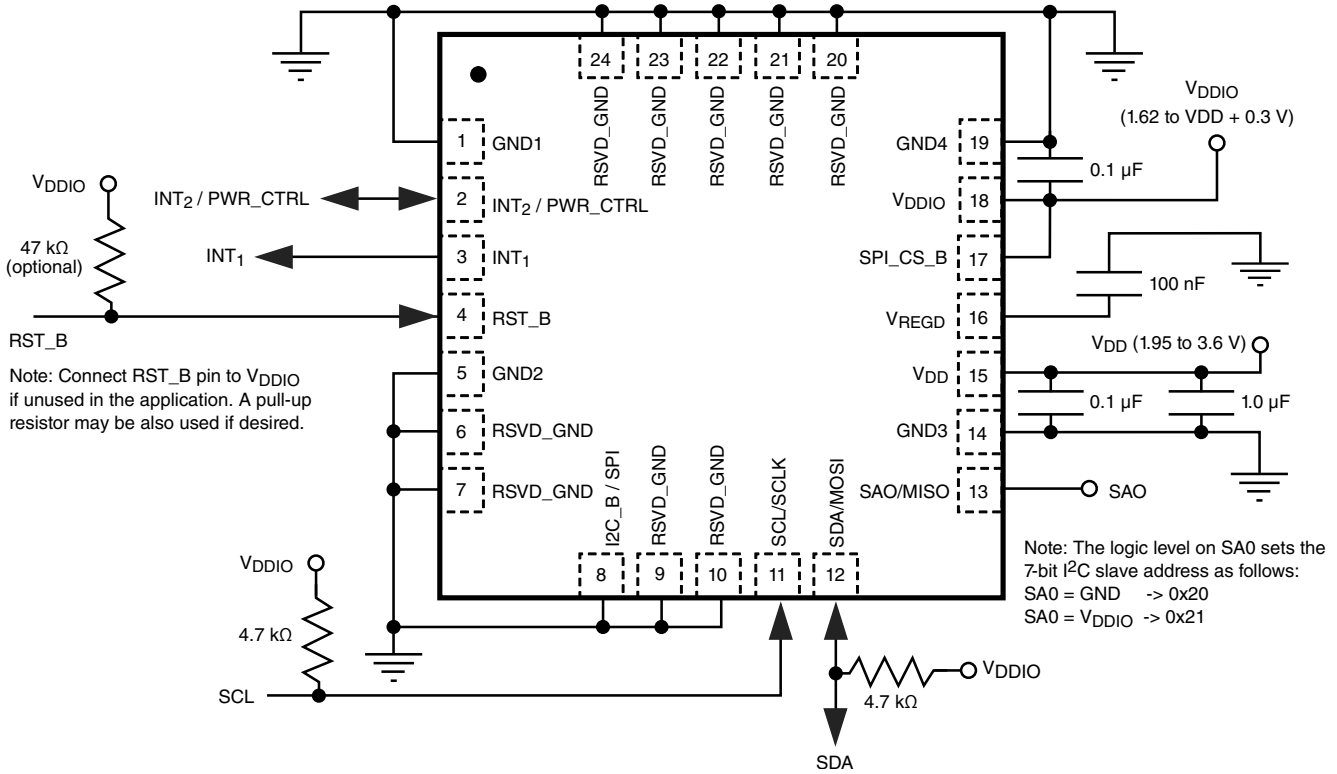 24
23
22
21
20
RSVD_GND
RSVD_GND
RSVD_GND
RSVD_GND
RSVD_GND
1
GND1
2
INT2 / PWR_CTRL
INT2 / PWR_CTRL
3
INT1
INT1
4
RST_B
VDDIO
47 kΩ
(optional)
RST_B
Note: Connect RST_B pin to VDDIO
if unused in the application. A pull-up
resistor may be also used if desired.
5
GND2
6
RSVD_GND
7
RSVD_GND
I2C_B / SPI
RSVD_GND
RSVD_GND
SCL/SCLK
SDA/MOSI
8
9
10
11
12
VDDIO
4.7 kΩ
SCL
VDDIO
4.7 kΩ
SDA
GND4
19
VDDIO
18
SPI_CS_B
17
VREGD
16
VDD
15
GND3
14
SAO/MISO
13
SAO
VDDIO
(1.62 to VDD + 0.3 V)
0.1 µF
100 nF
VDD (1.95 to 3.6 V)
0.1 µF
1.0 µF
Note: The logic level on SA0 sets the
7-bit I2C slave address as follows:
SA0 = GND -> 0x20
SA0 = VDDIO -> 0x21